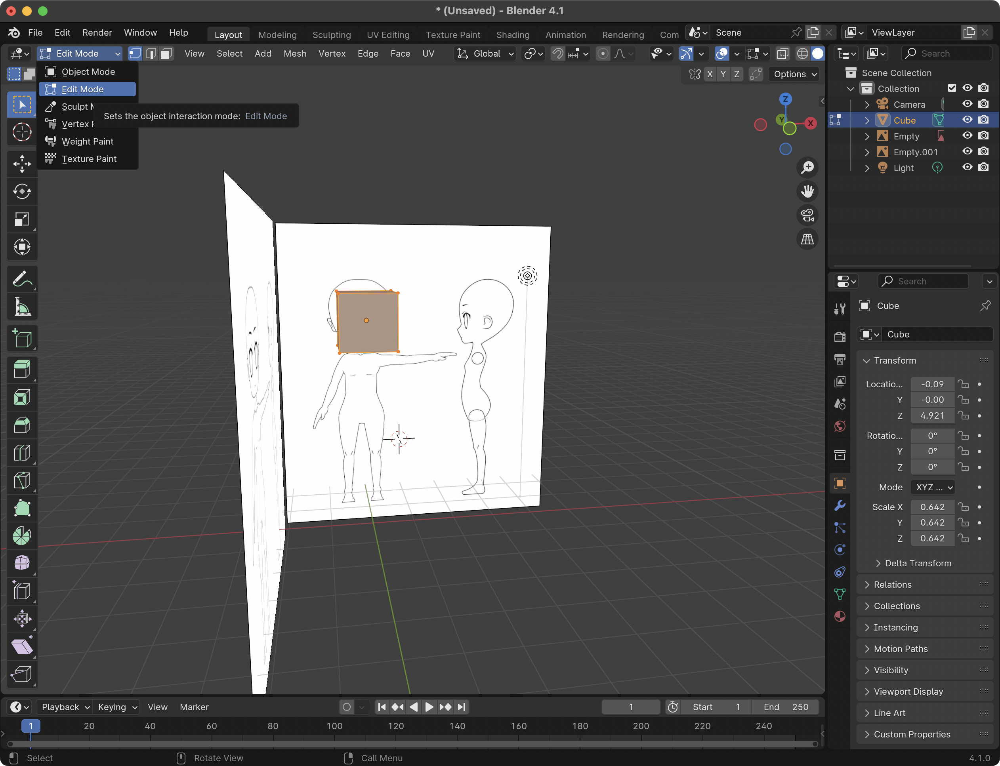 * (Unsaved) - Blender 4.1
File Edit Render Window Help Layout Modeling Sculpting UV Editing Texture Paint Shading Animation Rendering Com Scene ViewLayer
Edit Mode View Select Add Mesh Vertex Edge Face UV Global Search
X Y Z Options
Object Mode
Edit Mode
Sculpt M
Vertex P
Sets the object interaction mode: Edit Mode
Weight Paint
Texture Paint
Z
Y
X
Scene Collection
Collection
Camera
Cube
Empty
Empty.001
Light
Search
Cube
Cube
Transform
Locatio... -0.09
Y -0.00
Z 4.921
Rotatio... 0°
Y 0°
Z 0°
Mode XYZ ...
Scale X 0.642
Y 0.642
Z 0.642
Delta Transform
Relations
Collections
Instancing
Motion Paths
Visibility
Viewport Display
Line Art
Custom Properties
Playback Keying View Marker 1 Start 1 End 250
1 20 40 60 80 100 120 140 160 180 200 220 240
Select Rotate View Call Menu 4.1.0